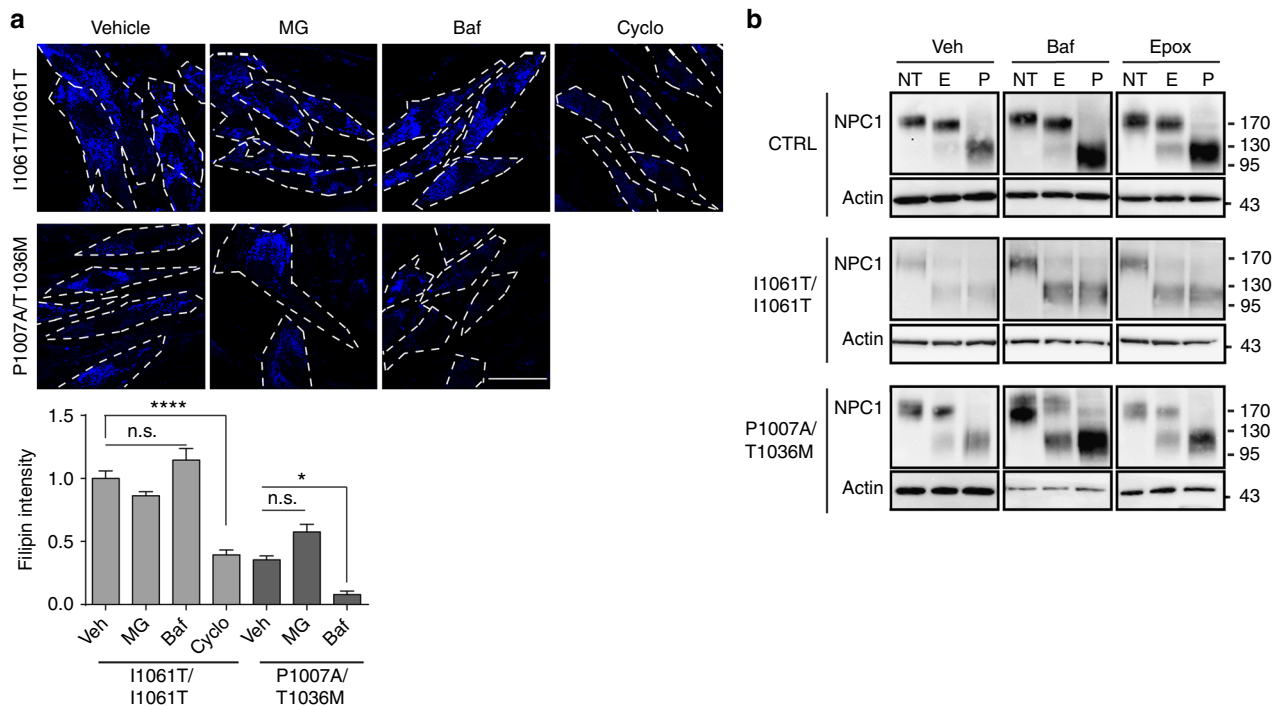 a
Vehicle MG Baf Cyclo
I1061T/I1061T
P1007A/T1036M
1.5
1.0
0.5
0.0
Filipin intensity
****
n.s.
*
n.s.
Veh MG Baf Cyclo Veh MG Baf
I1061T/
I1061T
P1007A/
T1036M
b
Veh Baf Epox
NT E P NT E P NT E P
CTRL
NPC1
- 170
- 130
- 95
Actin
- 43
I1061T/
I1061T
NPC1
- 170
- 130
- 95
Actin
- 43
P1007A/
T1036M
NPC1
- 170
- 130
- 95
Actin
- 43